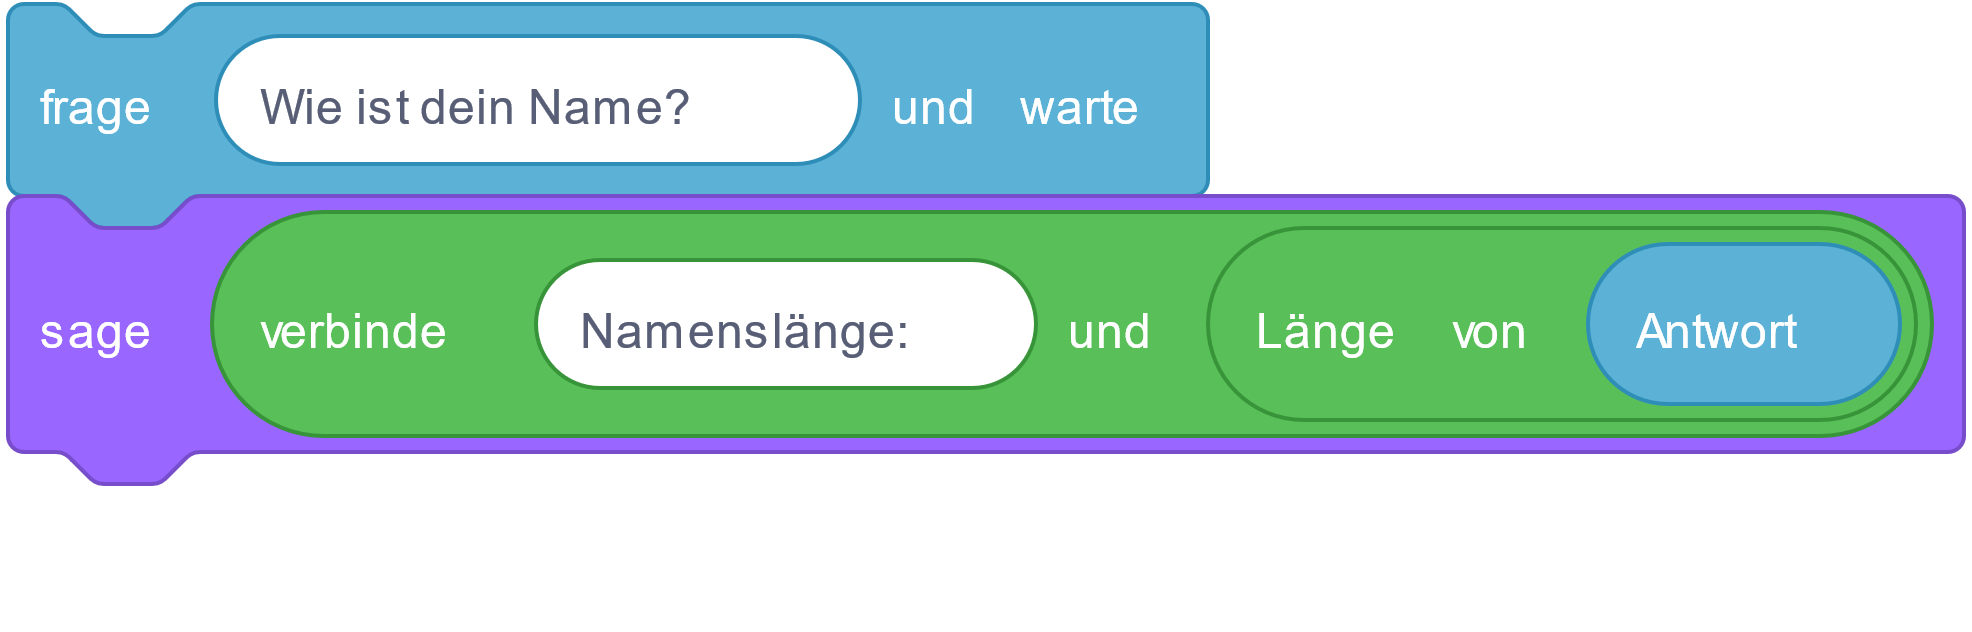 frage Wie ist dein Name? und warte
sage verbinde Namenslänge: und Länge von Antwort